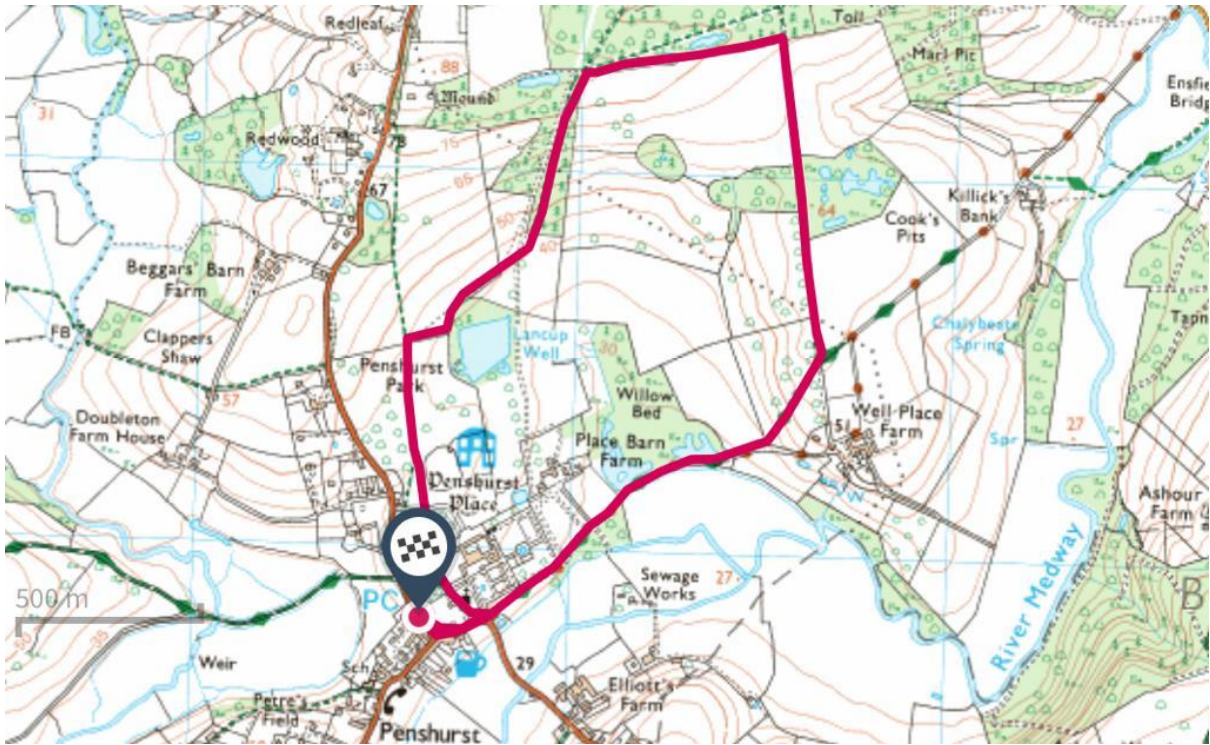 Redleaf
Toll
Marl Pit
Ensfie
Bridg
31
88
Mound
75
78
Redwood
65
67
50
40
64
Killick's
Bank
Cook's
Pits
Beggars' Barn
Farm
FB
Clappers
Shaw
57
Lancup
Well
30
Chalybeate
Spring
Tapn
Penshurst
Park
Willow
Bed
Doubleton
Farm House
Place Barn
Farm
51
Well Place
Farm
Spr
27
Penshurst
Place
Ashour
Farm
500 m
35
PC
Sewage
Works
27
River Medway
B
Weir
Sch
29
Petre's
Field
Elliott's
Farm
Penshurst